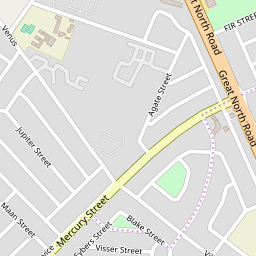 Venus
at North Road
FIR STREET
Great North Road
Agate Street
Jupiter Street
Maan Street
Mercury Street
Blake Street
Eybers Street
Visser Street